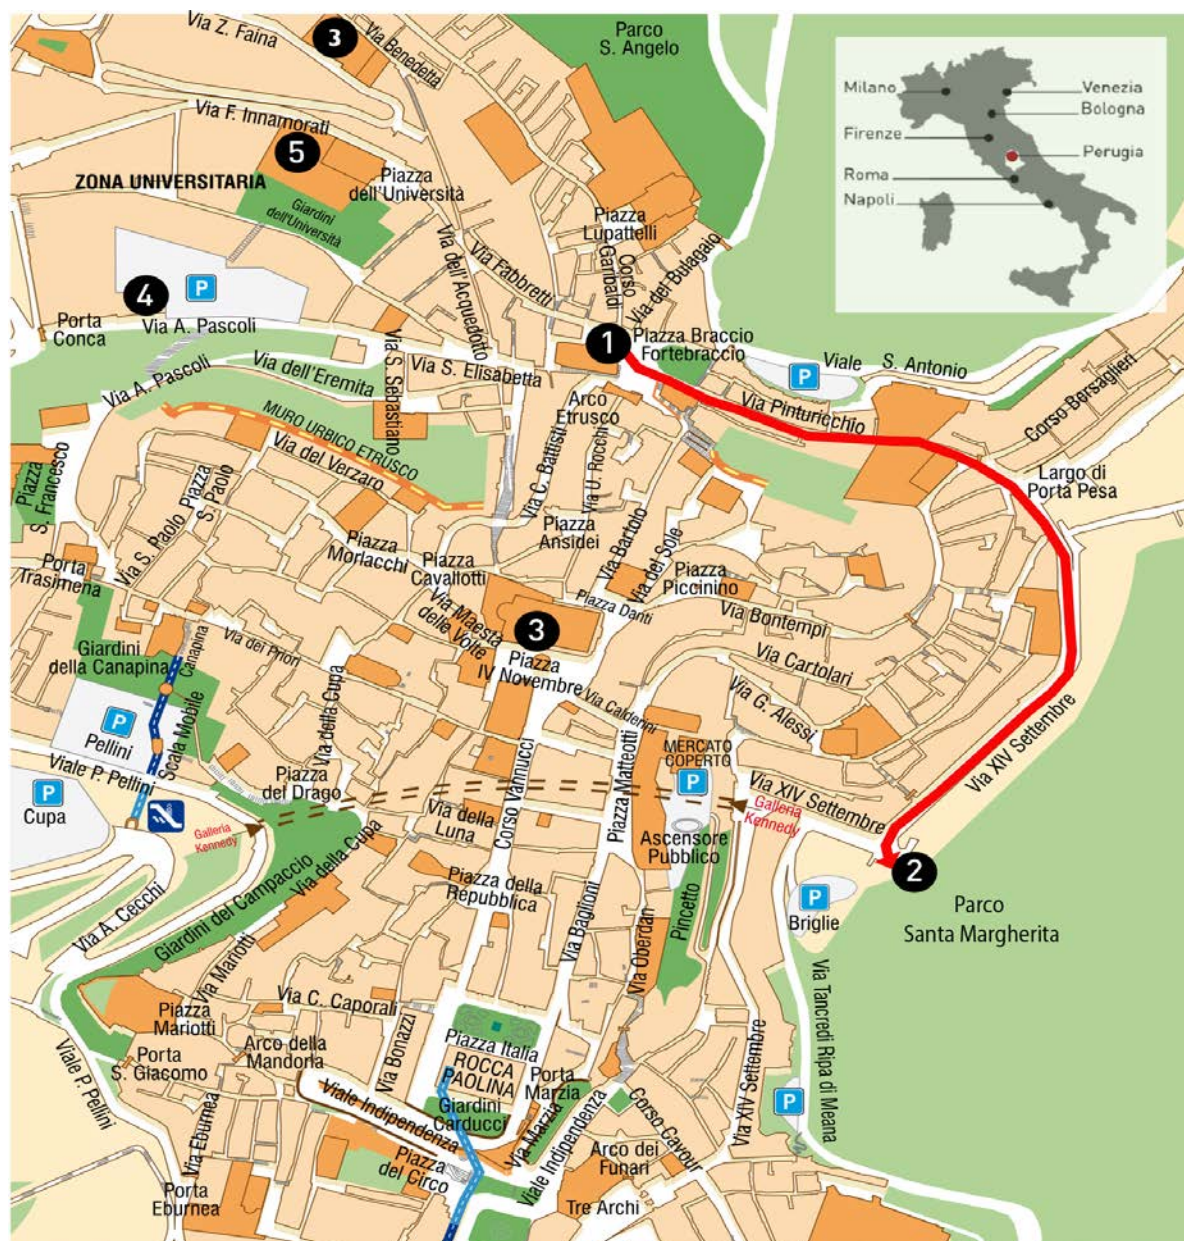 Via Z. Faina
3
Via Benedetta
Parco
S. Angelo
Milano
Venezia
Bologna
Firenze
Perugia
Roma
Napoli
Via F. Innamorati
5
ZONA UNIVERSITARIA
Piazza
dell'Università
Giardini
dell'Università
Piazza
Lupattelli
Via Fabbretti
Corso
Garibaldi
Via del Bulagaio
Via dell'Acquedotto
4
P
Porta
Conca
Via A. Pascoli
1
Piazza Braccio
Fortebraccio
Viale
S. Antonio
P
Corso Bersaglieri
Via A. Pascoli
Via dell'Eremita
Via S. Sebastiano
Via S. Elisabetta
Arco
Etrusco
Via Pinturicchio
MURO URBICO ETRUSCO
Via del Verzaro
Via C. Battisti
Via U. Rocchi
Largo di
Porta Pesa
Piazza
S. Francesco
Via S. Paolo
Piazza
S. Paolo
Piazza
Morlacchi
Piazza
Ansidei
Via Bartolo
Via del Sole
Porta
Trasimena
Piazza
Cavallotti
Piazza
Piccinino
Piazza Danti
Via Bontempi
Via Maesta
delle Volte
3
Giardini
della Canapina
Canapina
Via dei Priori
Piazza
IV Novembre
Via Cartolari
Via G. Alessi
Via Calderini
Scala Mobile
Via della Cupa
P
Pellini
Viale P. Pellini
Piazza
del Drago
Corso Vannucci
Piazza Matteotti
MERCATO
COPERTO
P
Via XIV Settembre
Via XIV Settembre
P
Cupa
Galleria
Kennedy
Via della
Luna
Galleria
Kennedy
Ascensore
Pubblico
2
Via della Cupa
Piazza della
Repubblica
Via A. Cecchi
Giardini del Campaccio
Via Baglioni
Via Oberdan
Pincetto
P
Briglie
Parco
Santa Margherita
Via Mariotti
Via C. Caporali
Piazza
Mariotti
Arco della
Mandorla
Via Bonazzi
Piazza Italia
ROCCA
PAOLINA
Porta
Marzia
Via XIV Settembre
Via Tancredi Ripa di Meana
Porta
S. Giacomo
Viale P. Pellini
Viale Indipendenza
Giardini
Carducci
Via Marzia
Viale Indipendenza
Corso Cavour
P
Via Eburnea
Piazza
del Circo
Arco dei
Funari
Porta
Eburnea
Tre Archi